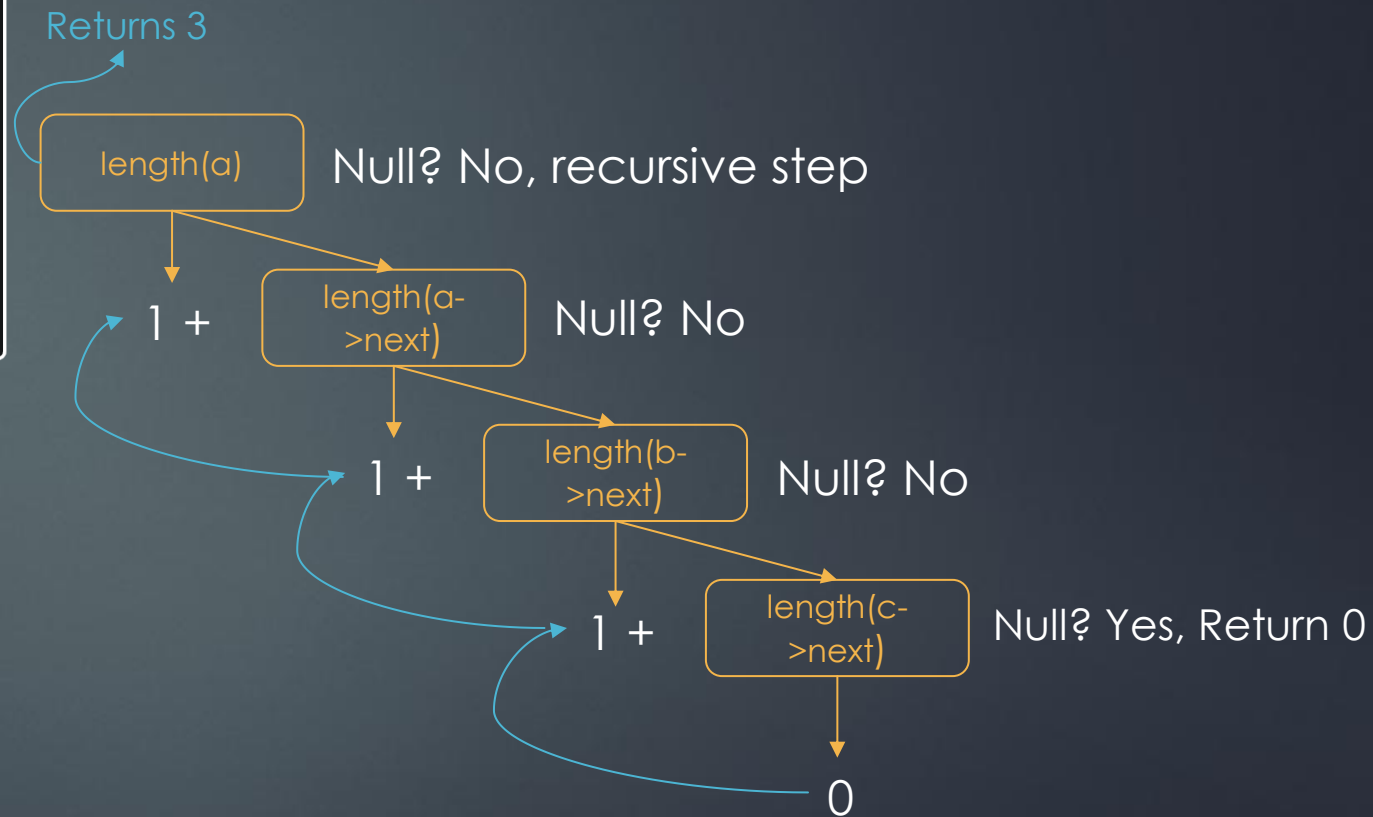 Returns 3
length(a)
Null? No, recursive step
1 +
length(a-
>next)
Null? No
1 +
length(b-
>next)
Null? No
1 +
length(c-
>next)
Null? Yes, Return 0
0